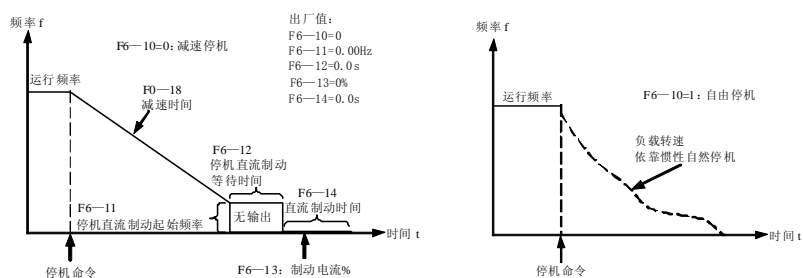 频率 f
F6—10=0: 减速停机
运行频率
F0—18
减速时间
出厂值:
F6—10=0
F6—11=0.00Hz
F6—12=0.0s
F6—13=0%
F6—14=0.0s
F6—12
停机直流制动
等待时间
F6—14
直流制动时间
F6—11
停机直流制动起始频率
无输出
时间 t
停机命令
F6—13: 制动电流%
频率 f
运行频率
F6—10=1: 自由停机
负载转速
依靠惯性自然停机
时间 t
停机命令